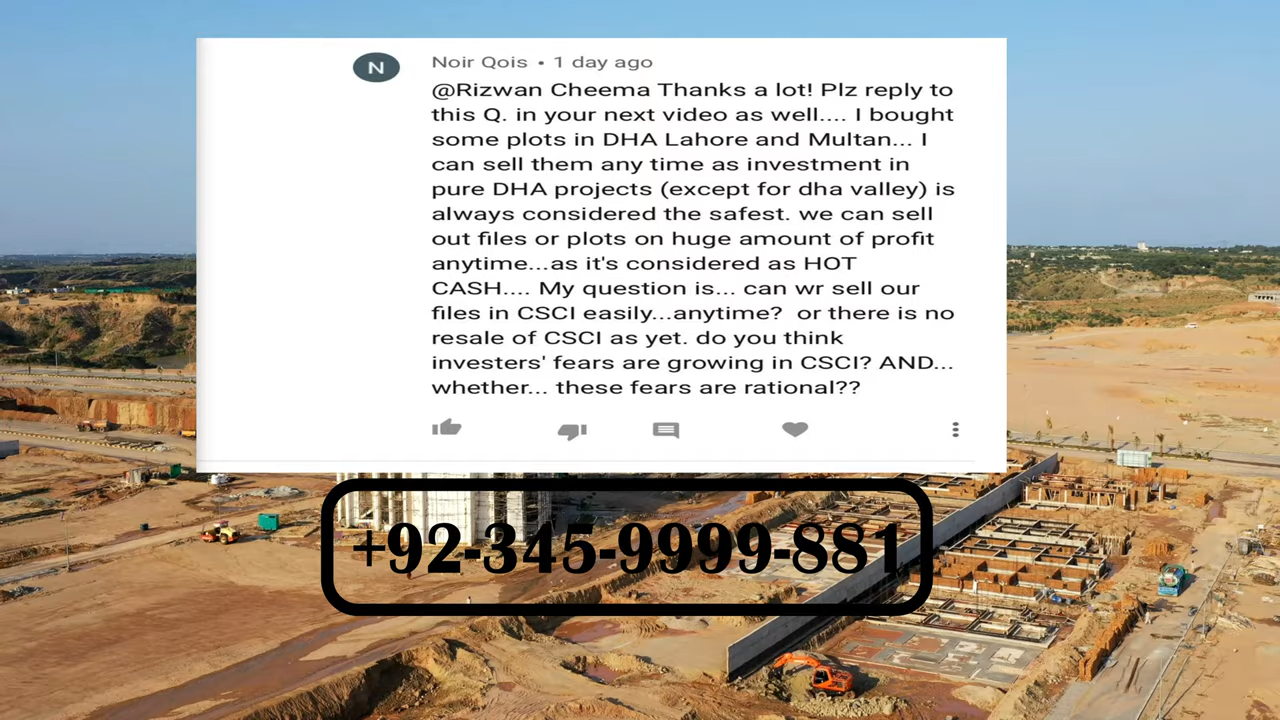 N
Noir Qois • 1 day ago
@Rizwan Cheema Thanks a lot! Plz reply to
this Q. in your next video as well.... I bought
some plots in DHA Lahore and Multan... I
can sell them any time as investment in
pure DHA projects (except for dha valley) is
always considered the safest. we can sell
out files or plots on huge amount of profit
anytime...as it's considered as HOT
CASH.... My question is... can wr sell our
files in CSCI easily...anytime?  or there is no
resale of CSCI as yet. do you think
investers' fears are growing in CSCI? AND...
whether... these fears are rational??
+92-345-9999-881